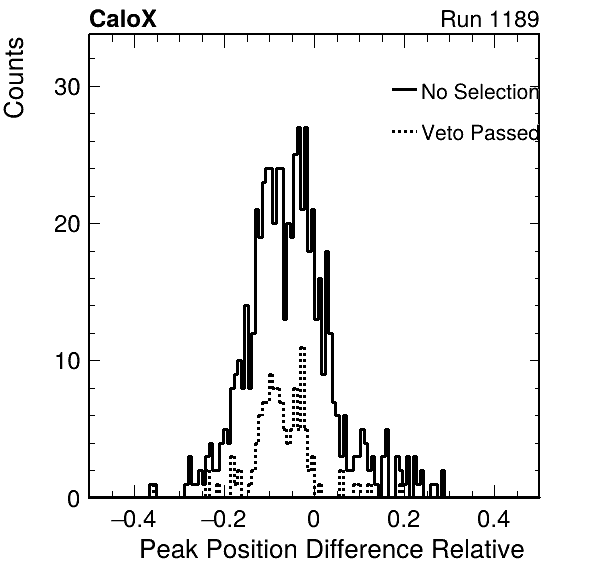 CaloX Run 1189
Counts
30
20
10
0
No Selection
Veto Passed
−0.4 −0.2 0 0.2 0.4
Peak Position Difference Relative